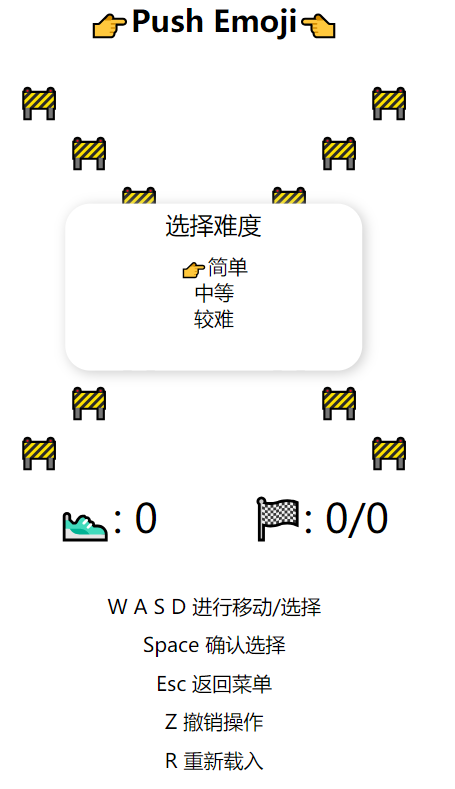 👉Push Emoji👈
选择难度
👉简单
中等
较难
: 0
: 0/0
W A S D 进行移动/选择
Space 确认选择
Esc 返回菜单
Z 撤销操作
R 重新载入